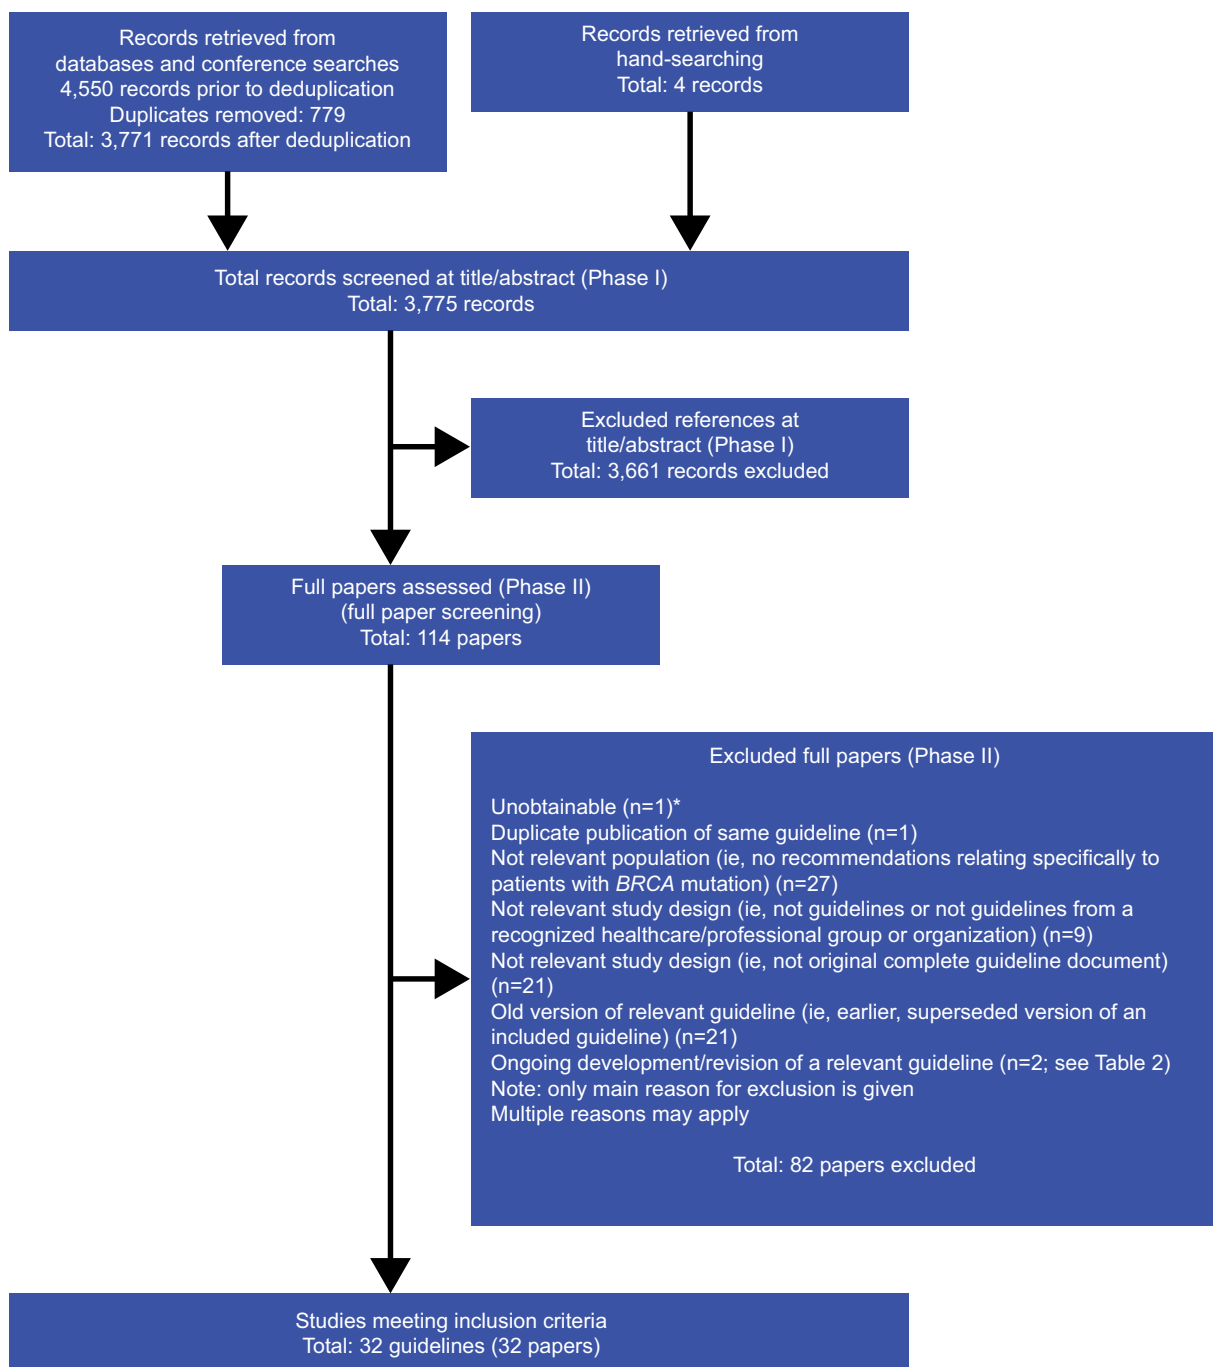 Records retrieved from
databases and conference searches
4,550 records prior to deduplication
Duplicates removed: 779
Total: 3,771 records after deduplication
Records retrieved from
hand-searching
Total: 4 records
Total records screened at title/abstract (Phase I)
Total: 3,775 records
Excluded references at
title/abstract (Phase I)
Total: 3,661 records excluded
Full papers assessed (Phase II)
(full paper screening)
Total: 114 papers
Excluded full papers (Phase II)
Unobtainable (n=1)*
Duplicate publication of same guideline (n=1)
Not relevant population (ie, no recommendations relating specifically to
patients with BRCA mutation) (n=27)
Not relevant study design (ie, not guidelines or not guidelines from a
recognized healthcare/professional group or organization) (n=9)
Not relevant study design (ie, not original complete guideline document)
(n=21)
Old version of relevant guideline (ie, earlier, superseded version of an
included guideline) (n=21)
Ongoing development/revision of a relevant guideline (n=2; see Table 2)
Note: only main reason for exclusion is given
Multiple reasons may apply
Total: 82 papers excluded
Studies meeting inclusion criteria
Total: 32 guidelines (32 papers)